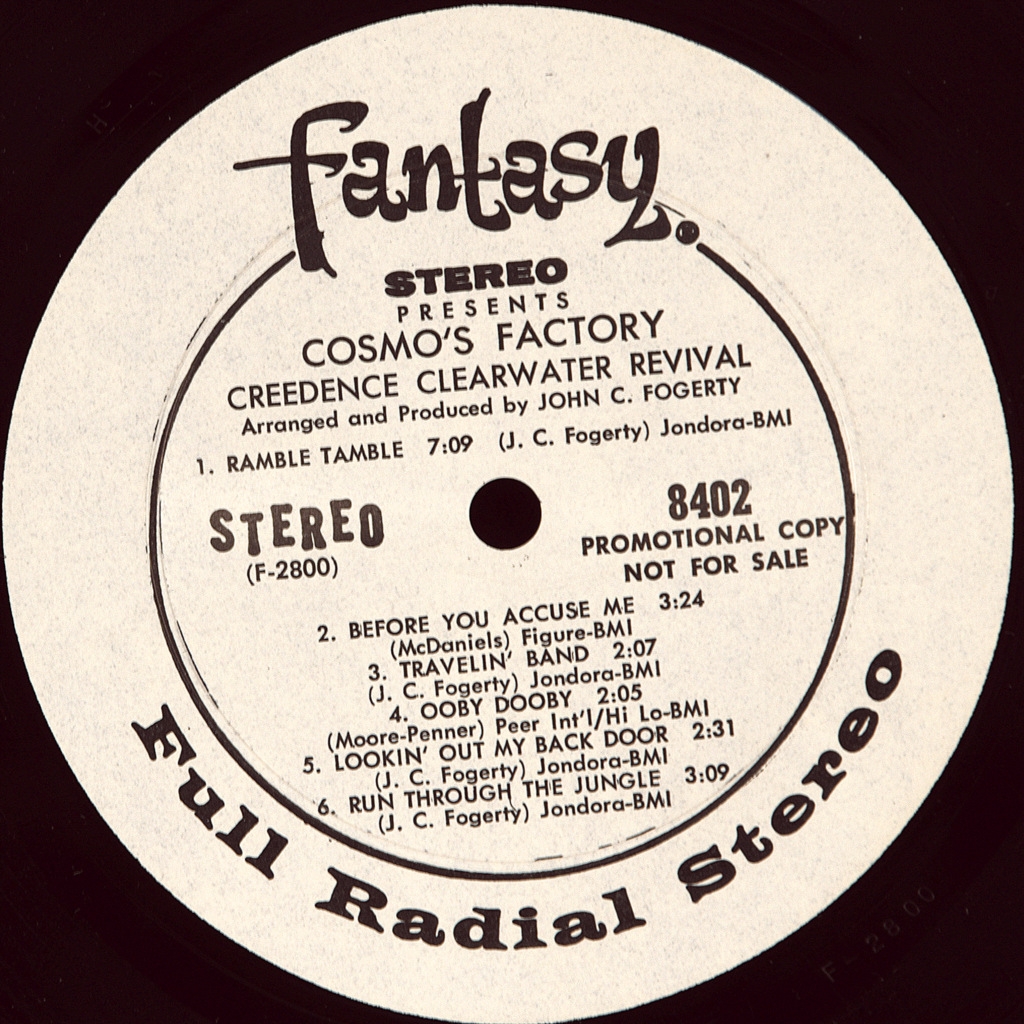 fantasy.
STEREO
PRESENTS
COSMO'S FACTORY
CREEDENCE CLEARWATER REVIVAL
Arranged and Produced by JOHN C. FOGERTY
1. RAMBLE TAMBLE 7:09 (J. C. Fogerty) Jondora-BMI
STEREO
(F-2800)
8402
PROMOTIONAL COPY
NOT FOR SALE
2. BEFORE YOU ACCUSE ME 3:24
(McDaniels) Figure-BMI
3. TRAVELIN' BAND 2:07
(J. C. Fogerty) Jondora-BMI
4. OOBY DOOBY 2:05
(Moore-Penner) Peer Int'l/Hi Lo-BMI
5. LOOKIN' OUT MY BACK DOOR 2:31
(J. C. Fogerty) Jondora-BMI
6. RUN THROUGH THE JUNGLE 3:09
(J. C. Fogerty) Jondora-BMI
Full Radial Stereo
F-2800